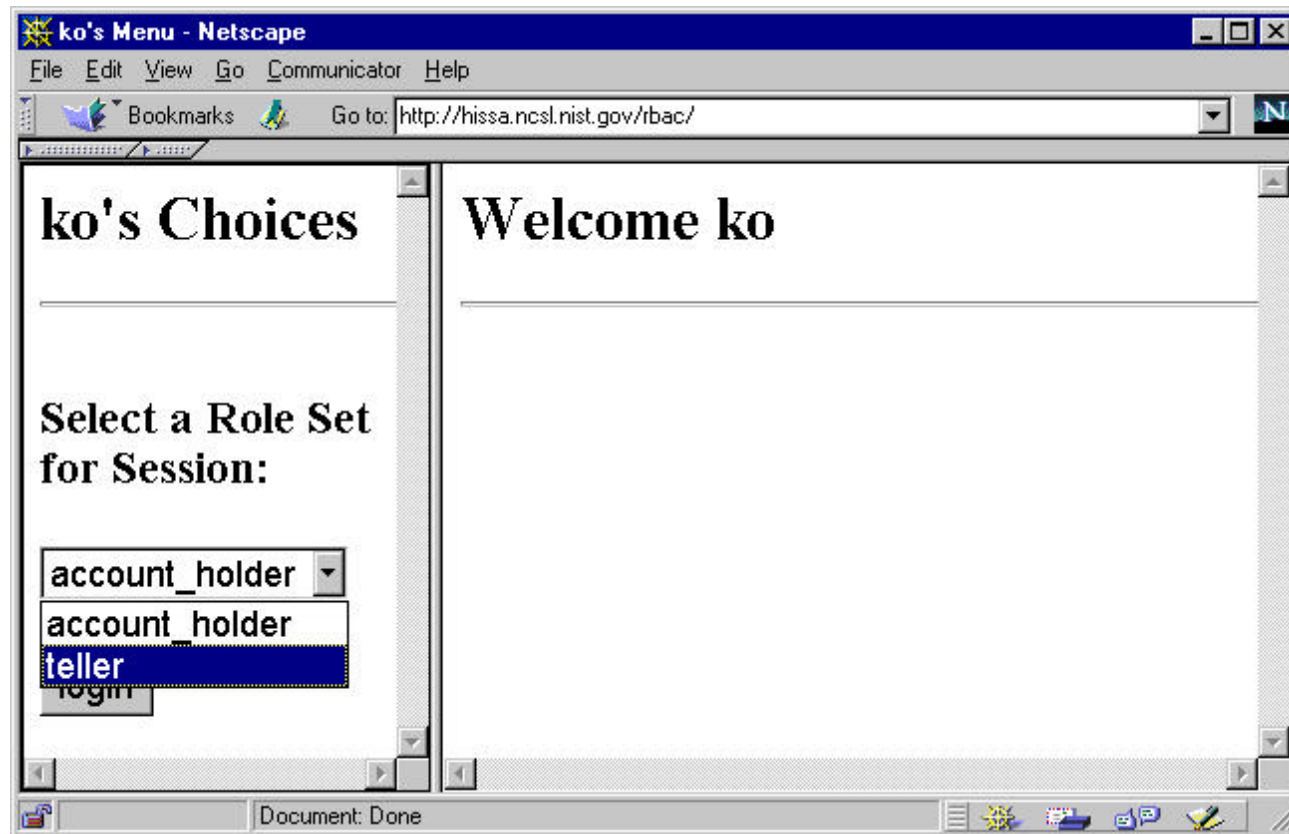 ko's Menu - Netscape
File Edit View Go Communicator Help
Bookmarks Go to: http://hissa.ncsl.nist.gov/rbac/ N
ko's Choices
Welcome ko
Select a Role Set
for Session:
account_holder
account_holder
teller
login
Document: Done